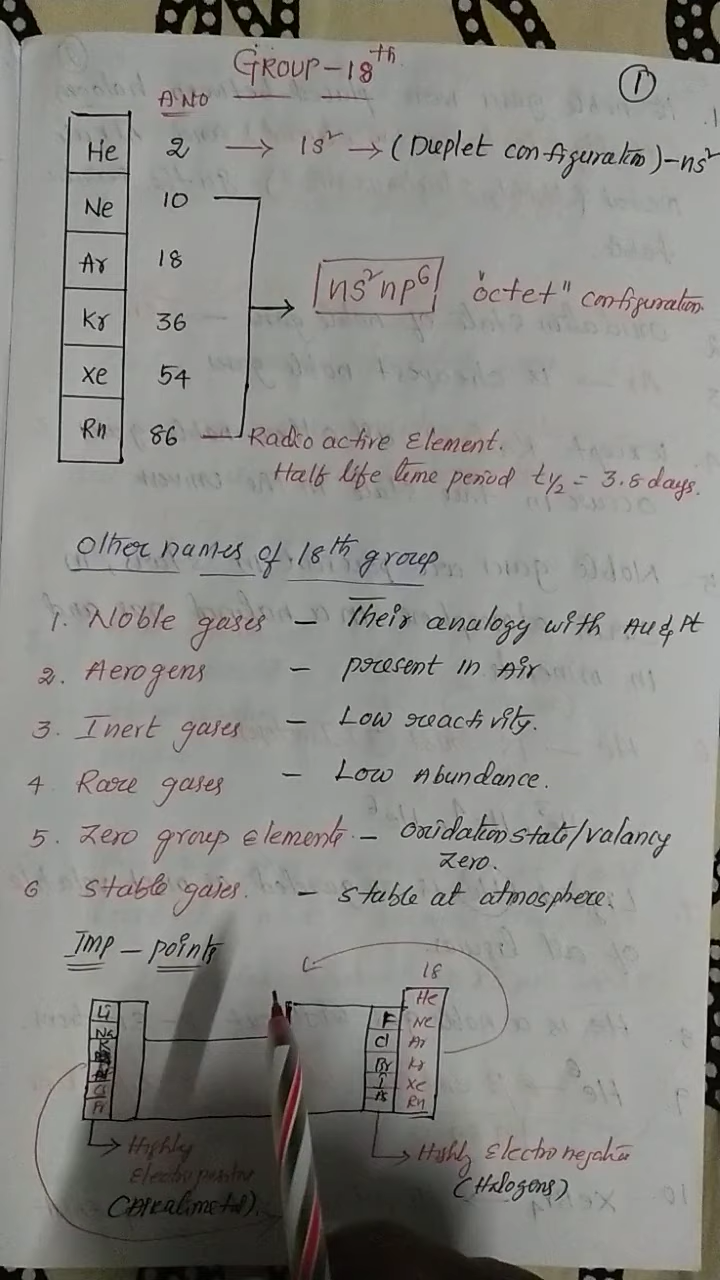 GROUP-18th
1
A.NO
He 2 → 1s² → (Duplet configuration)-ns²
Ne 10
Ar 18
ns²np⁶ "octet" configuration.
Kr 36
Xe 54
Rn 86 — Radio active Element.
Half life time period t1/2 = 3.8 days.
Other names of 18th group
1. Noble gases - Their analogy with Au & Pt
2. Aerogens - present in Air
3. Inert gases - Low reactivity.
4 Rare gases - Low Abundance.
5. Zero group Elements - oxidation state/valancy
zero.
6 Stable gases. - stable at atmosphere.
Imp - points
18
He
Li F Ne
Na Cl Ar
K Br Kr
I Xe
Fr Rn
Highly
Electropositive
Highly Electronegative
(Halogens)